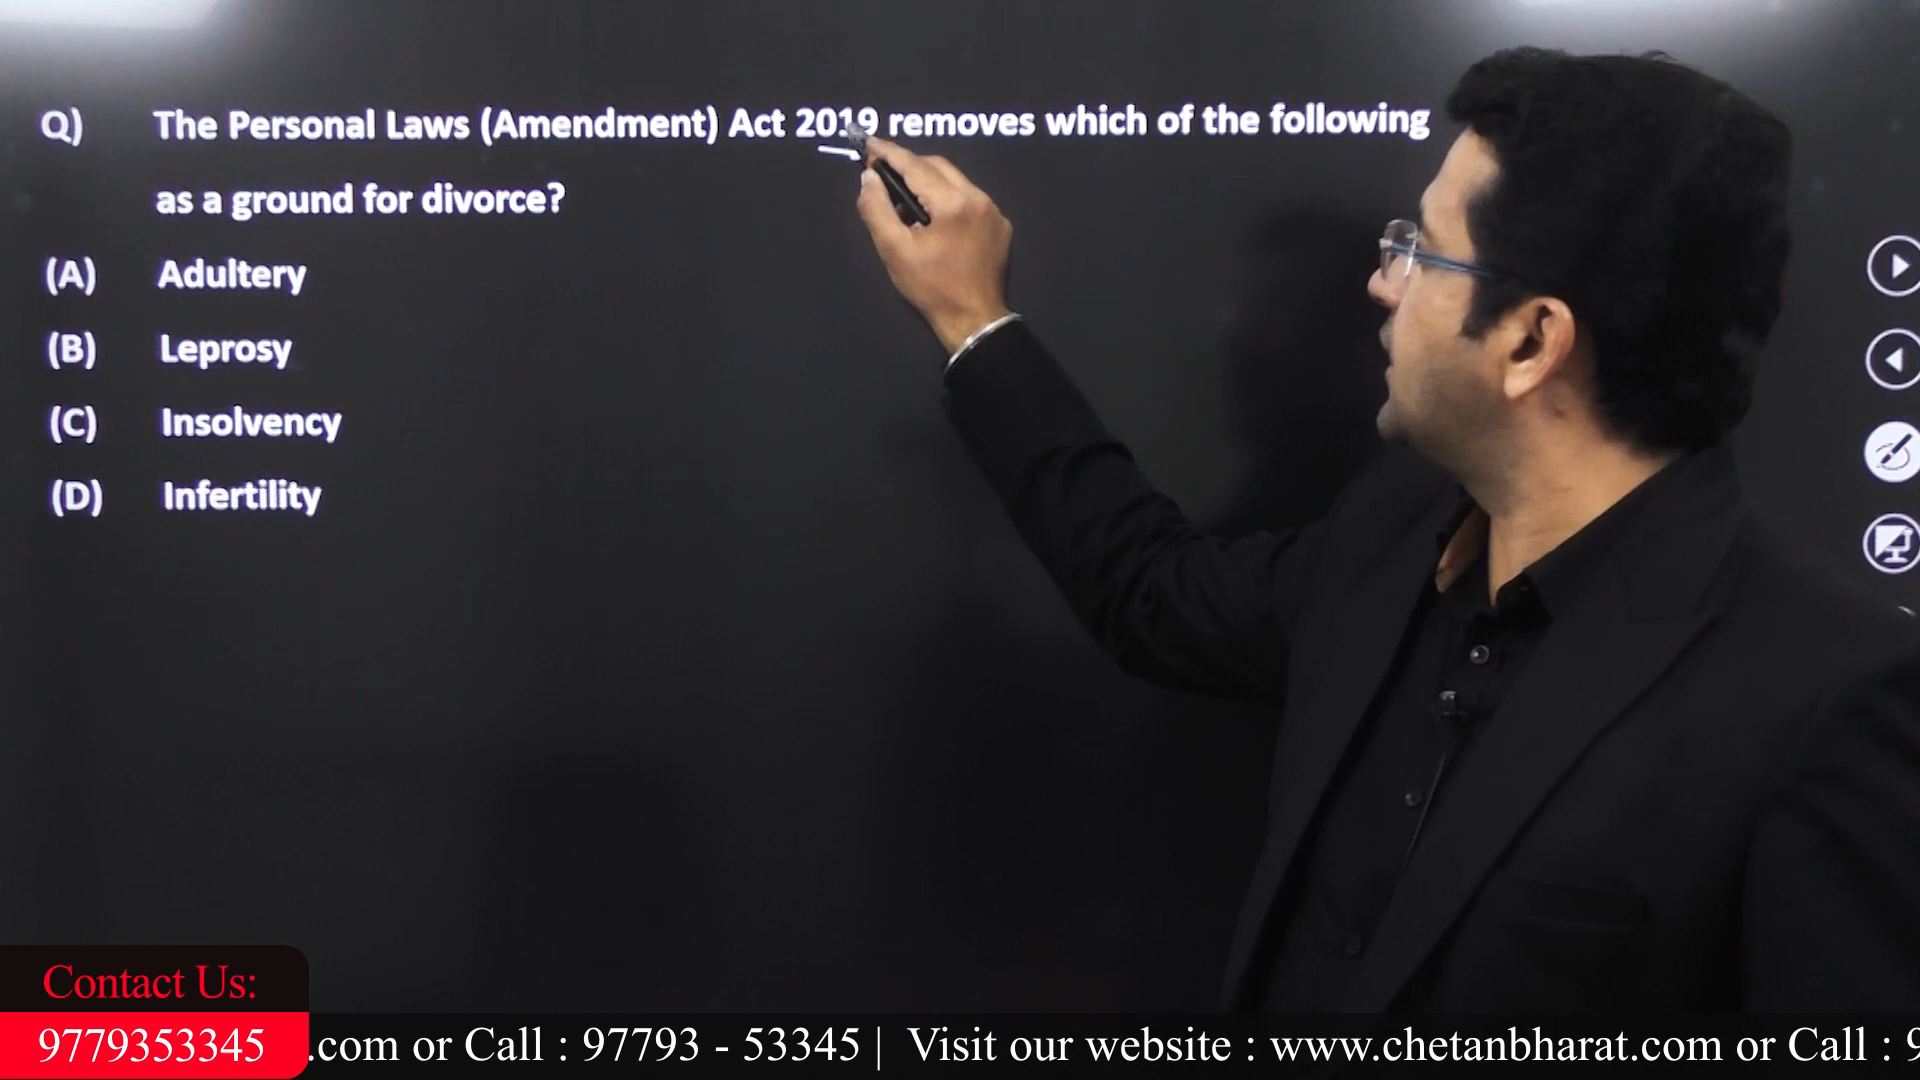 Q) The Personal Laws (Amendment) Act 2019 removes which of the following
as a ground for divorce?
(A) Adultery
(B) Leprosy
(C) Insolvency
(D) Infertility
Contact Us:
9779353345 .com or Call : 97793 - 53345 | Visit our website : www.chetanbharat.com or Call : 9